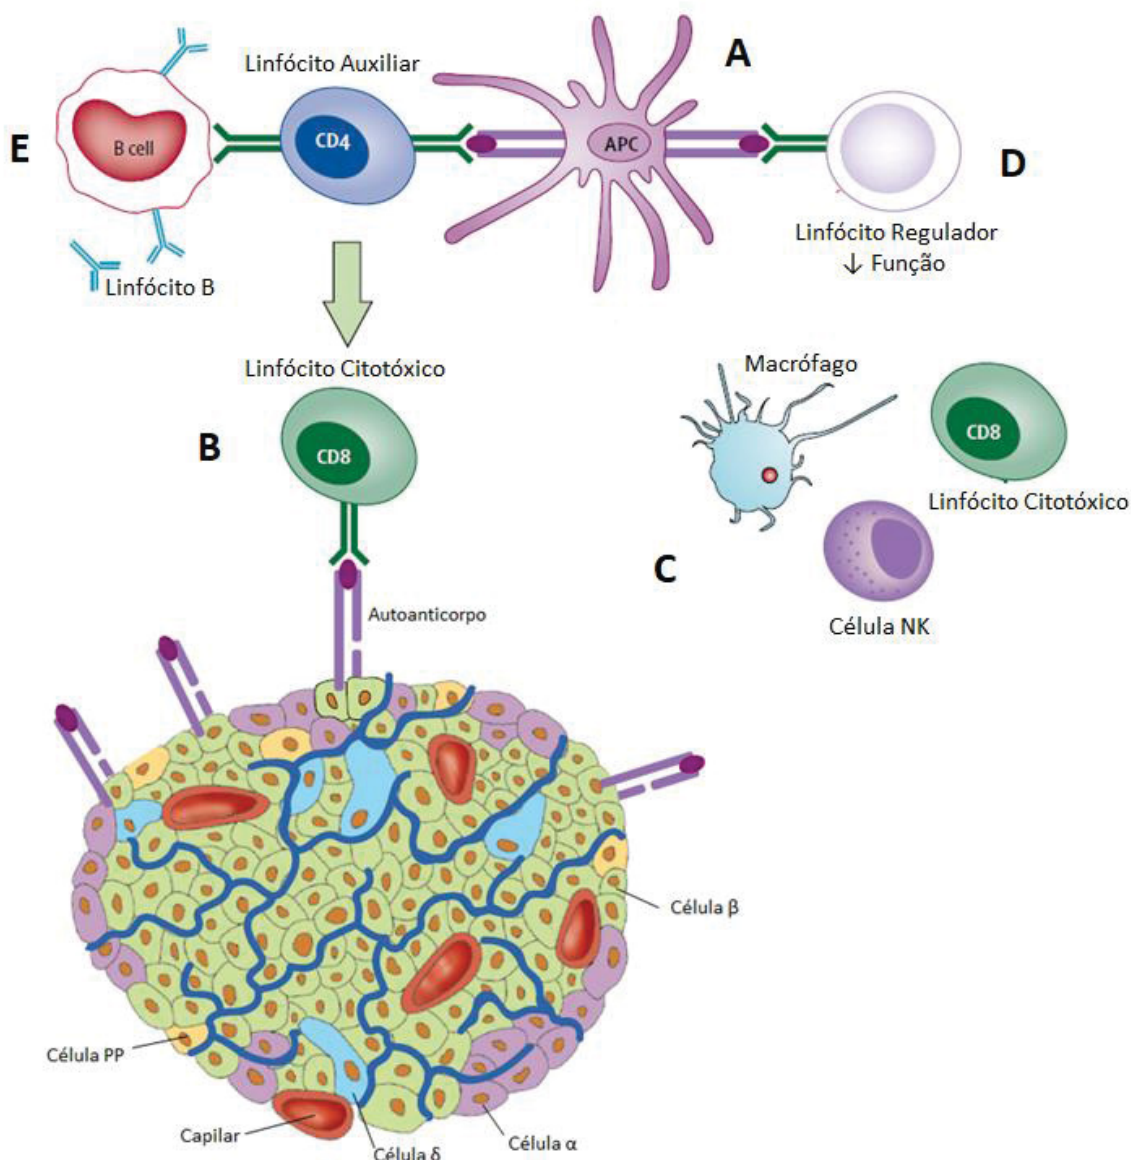 A
Linfócito Auxiliar
E
B cell
CD4
APC
D
Linfócito Regulador
↓ Função
Linfócito B
Linfócito Citotóxico
B
CD8
Macrófago
CD8
Linfócito Citotóxico
C
Célula NK
Autoanticorpo
Célula β
Célula PP
Capilar
Célula δ
Célula α